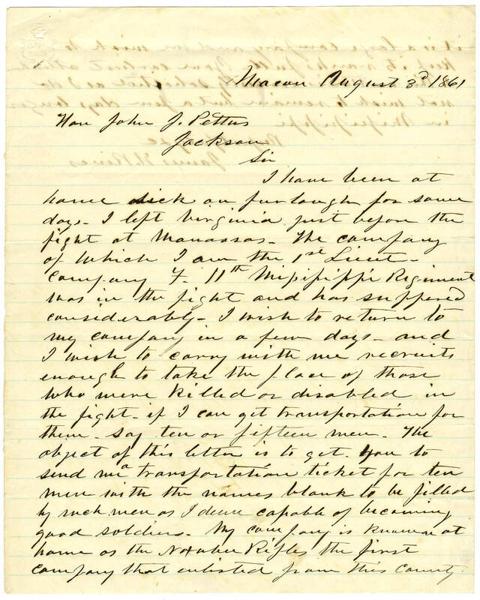 Macon August 3d 1861
Hon John J. Pettus
Jackson
Sir
I have been at
home sick on furlough for some
days. I left Virginia just before the
fight at Manassas. The company
of which I am the 1st Lieut-
Company F. 11th Mississippi Regiment
was in the fight and has suffered
considerably. I wish to return to
my company in a few days - and
I wish to carry with me recruits
enough to take the place of those
who were killed or disabled in
the fight. if I can get transportation for
them. say ten or fifteen men. The
object of this letter is to get you to
send me a transportation ticket for ten
men with the names blank to be filled
by such men as I deem capable of becoming
good soldiers. My company is known at
home as the Noxubee Rifles the first
company that enlisted from this County.